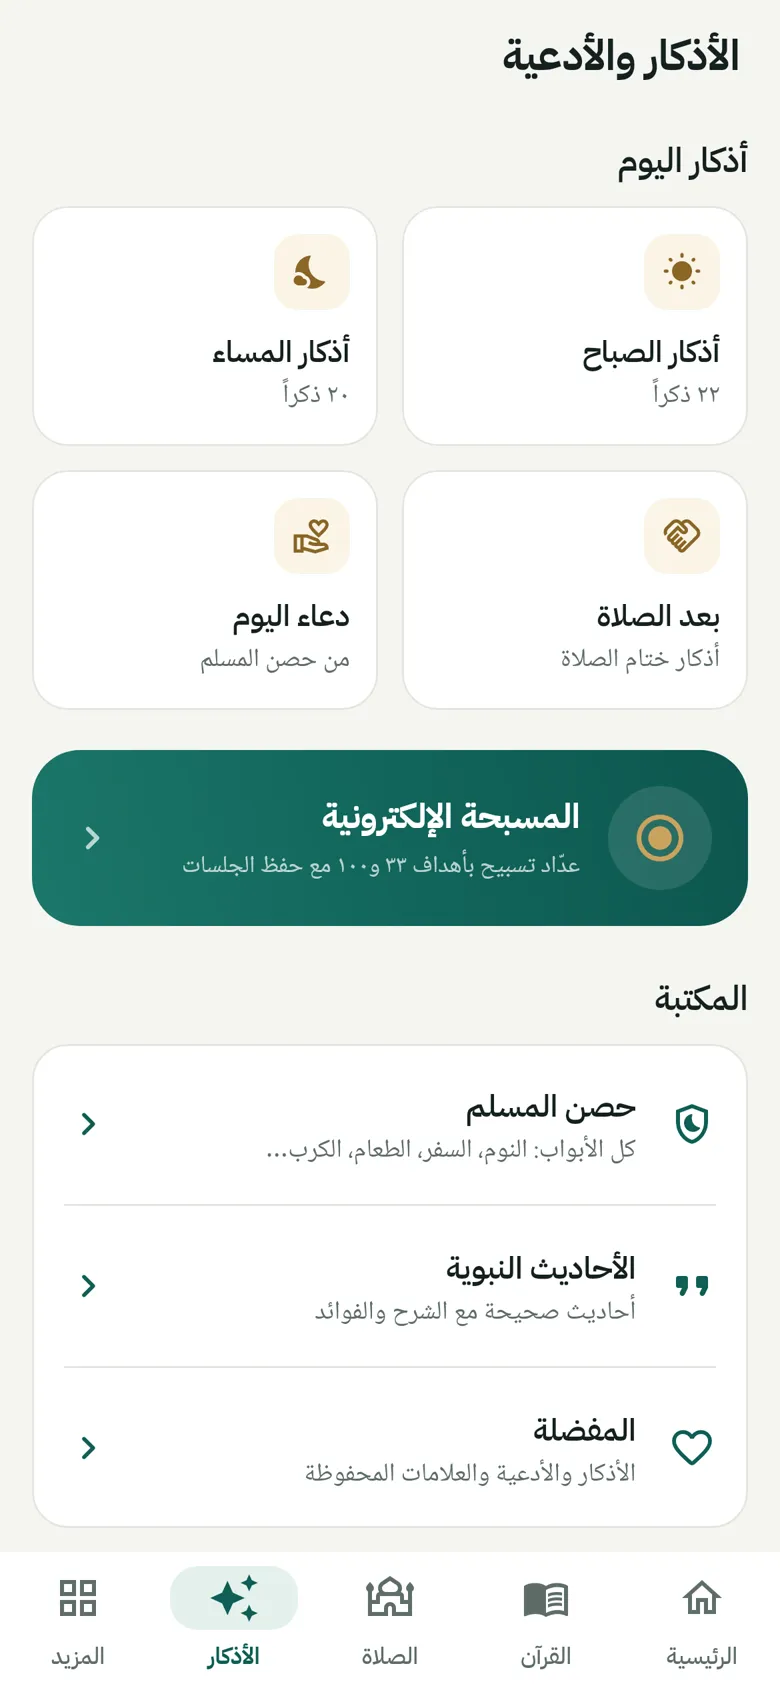 الأذكار والأدعية
أذكار اليوم
أذكار الصباح
٢٢ ذكراً
أذكار المساء
٢٠ ذكراً
بعد الصلاة
أذكار ختام الصلاة
دعاء اليوم
من حصن المسلم
المسبحة الإلكترونية
عدّاد تسبيح بأهداف ٣٣ و١٠٠ مع حفظ الجلسات
المكتبة
حصن المسلم
كل الأبواب: النوم، السفر، الطعام، الكرب...
الأحاديث النبوية
أحاديث صحيحة مع الشرح والفوائد
المفضلة
الأذكار والأدعية والعلامات المحفوظة
الرئيسية
القرآن
الصلاة
الأذكار
المزيد